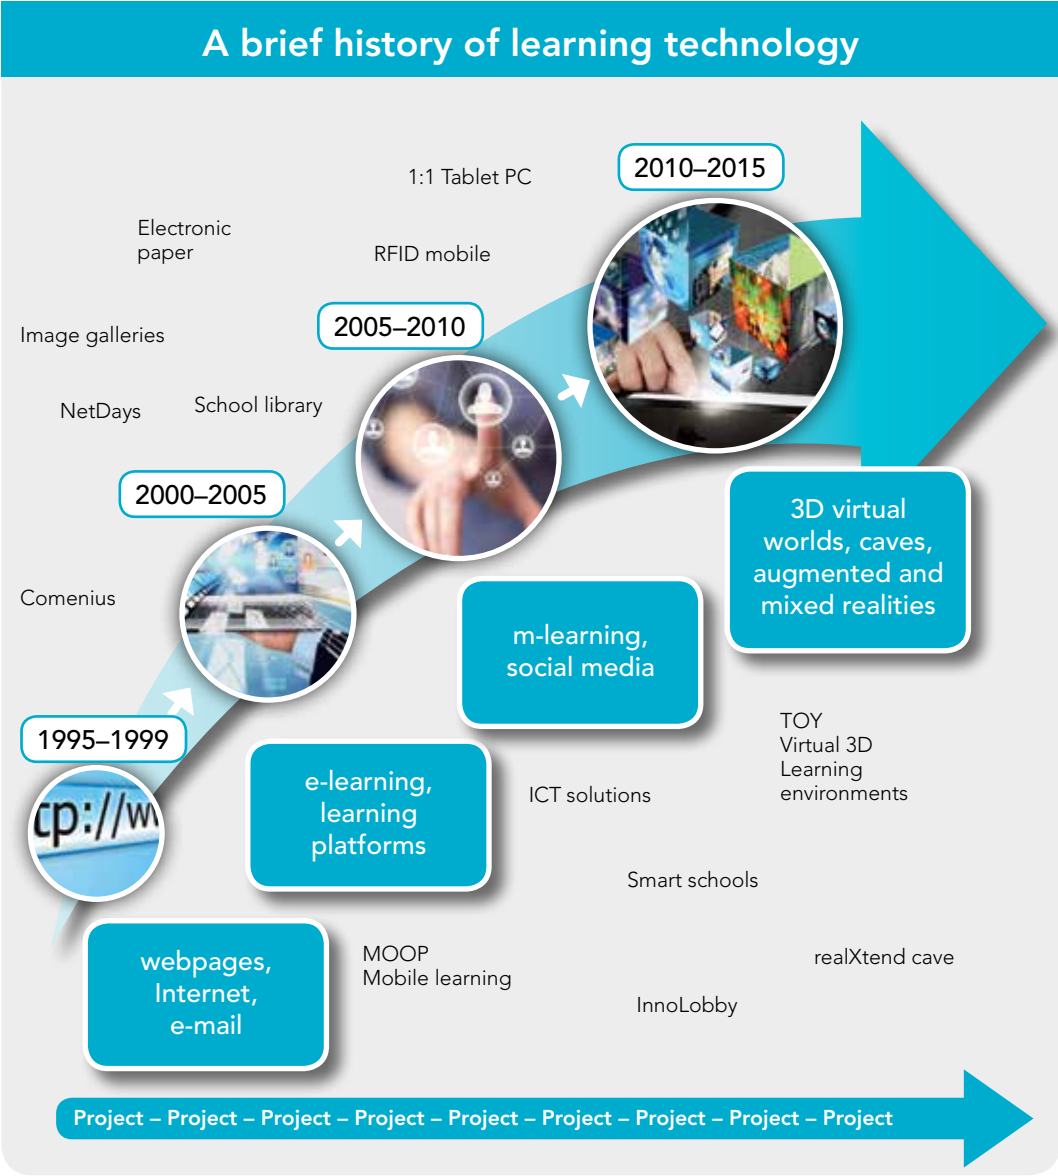 A brief history of learning technology
2010–2015
1:1 Tablet PC
Electronic
paper
RFID mobile
2005–2010
Image galleries
NetDays
School library
2000–2005
3D virtual
worlds, caves,
augmented and
mixed realities
Comenius
m-learning,
social media
1995–1999
TOY
Virtual 3D
Learning
environments
e-learning,
learning
platforms
ICT solutions
cp://w
Smart schools
webpages,
Internet,
e-mail
MOOP
Mobile learning
realXtend cave
InnoLobby
Project – Project – Project – Project – Project – Project – Project – Project – Project